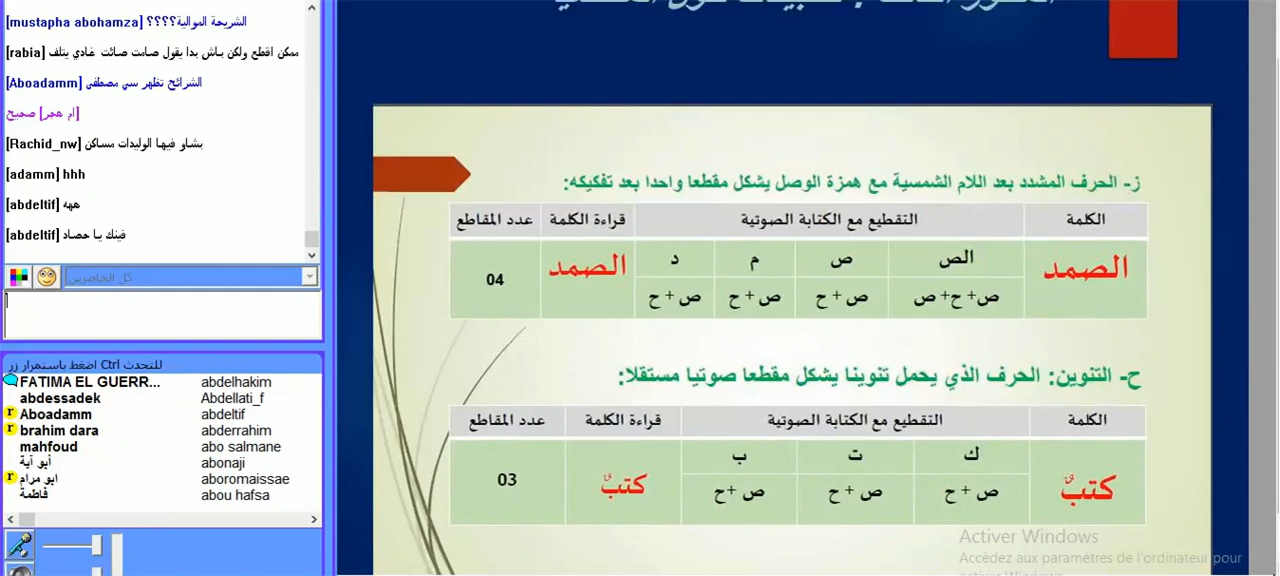 [mustapha abohamza] الشريحة الموالية؟؟؟؟
[rabia] ممكن اقطع ولكن باش بدا يقول صامت صائت غادي يتلف
[Aboadamm] الشرائح تظهر سي مصطفى
[ام هجر] صحيح
[Rachid_nw] بشاو فيها الوليدات مساكن
[adamm] hhh
[abdeltif] ههه
[abdeltif] فينك يا حصاد
كل الحاضرين
للتحدث Ctrl اضغط باستمرار زر
FATIMA EL GUERR... abdelhakim
abdessadek Abdellati_f
Aboadamm abdeltif
brahim dara abderrahim
mahfoud abo salmane
أبو آية abonaji
ابو مرام aboromaissae
فاطمة abou hafsa
ز- الحرف المشدد بعد اللام الشمسية مع همزة الوصل يشكل مقطعا واحدا بعد تفكيكه:
الكلمة التقطيع مع الكتابة الصوتية قراءة الكلمة عدد المقاطع
الصمد الص ص م د الصمد 04
ص+ ح+ ص ص + ح ص + ح ص + ح
ح- التنوين: الحرف الذي يحمل تنوينا يشكل مقطعا صوتيا مستقلا:
الكلمة التقطيع مع الكتابة الصوتية قراءة الكلمة عدد المقاطع
كتبٌ ك ت ب كتبٌ 03
ص + ح ص + ح ص +ح
Activer Windows
Accédez aux paramètres de l'ordinateur pour
activer Windows